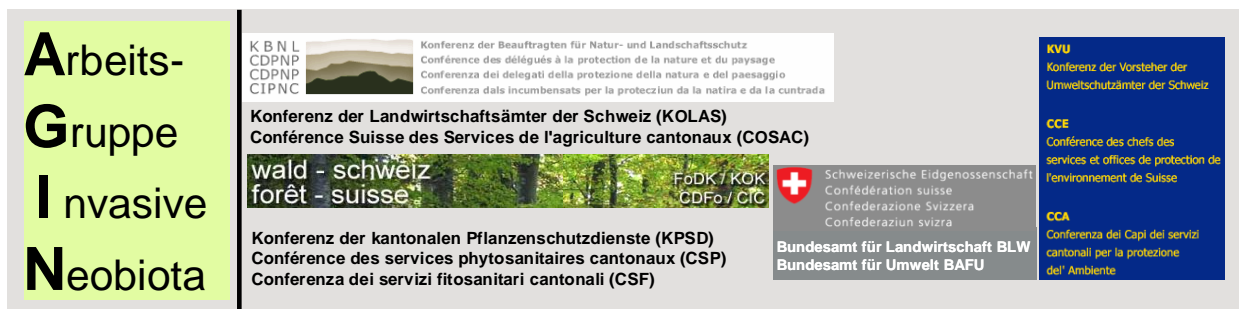 Arbeits-
Gruppe
Invasive
Neobiota
KBNL
CDPNP
CDPNP
CIPNC
Konferenz der Beauftragten für Natur- und Landschaftsschutz
Conférence des délégués à la protection de la nature et du paysage
Conferenza dei delegati della protezione della natura e del paesaggio
Conferenza dals incumbensats per la protecziun da la natira e da la cuntrada
Konferenz der Landwirtschaftsämter der Schweiz (KOLAS)
Conférence Suisse des Services de l'agriculture cantonaux (COSAC)
wald - schweiz
forêt - suisse
FoDK / KOK
CDFo / CIC
Konferenz der kantonalen Pflanzenschutzdienste (KPSD)
Conférence des services phytosanitaires cantonaux (CSP)
Conferenza dei servizi fitosanitari cantonali (CSF)
Schweizerische Eidgenossenschaft
Confédération suisse
Confederazione Svizzera
Confederaziun svizra
Bundesamt für Landwirtschaft BLW
Bundesamt für Umwelt BAFU
KVU
Konferenz der Vorsteher der
Umweltschutzämter der Schweiz
CCE
Conférence des chefs des
services et offices de protection de
l'environnement de Suisse
CCA
Conferenza dei Capi dei servizi
cantonali per la protezione
del' Ambiente